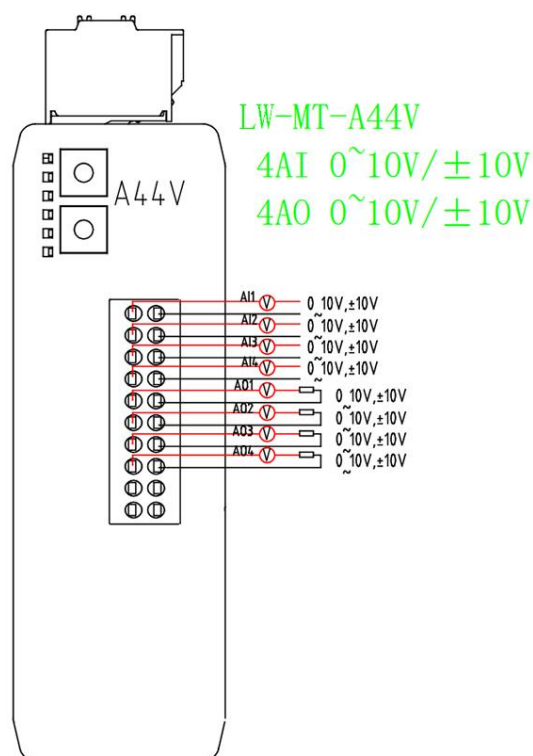 LW-MT-A44V
4AI 0~10V/±10V
4AO 0~10V/±10V
A44V
AI1 V 0~10V,±10V
AI2 V 0~10V,±10V
AI3 V 0~10V,±10V
AI4 V 0~10V,±10V
AO1 V 0~10V,±10V
AO2 V 0~10V,±10V
AO3 V 0~10V,±10V
AO4 V 0~10V,±10V